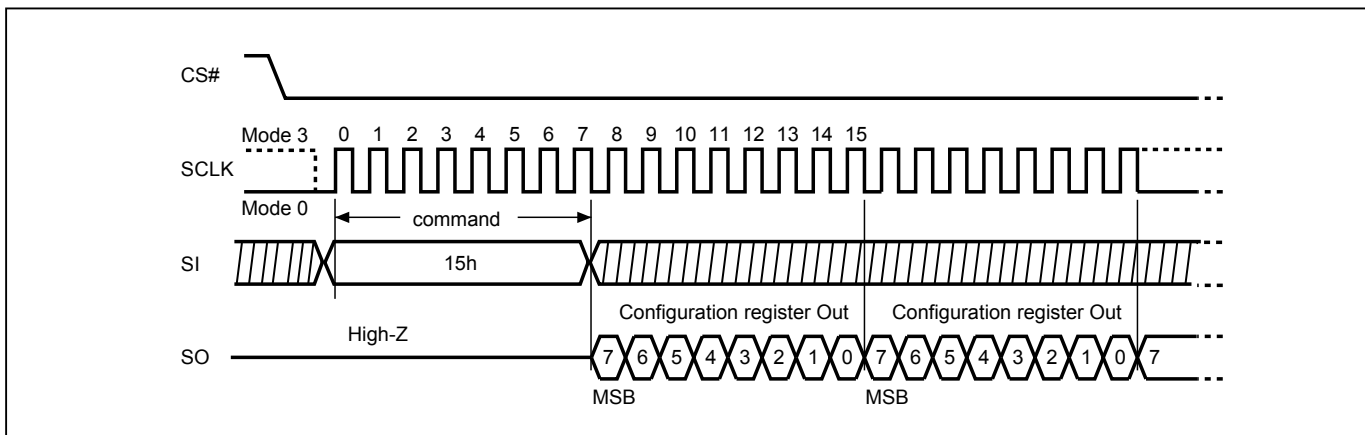 CS#
Mode 3 0 1 2 3 4 5 6 7 8 9 10 11 12 13 14 15
SCLK
Mode 0
command
SI 15h
Configuration register Out Configuration register Out
High-Z
SO 7 6 5 4 3 2 1 0 7 6 5 4 3 2 1 0 7
MSB MSB